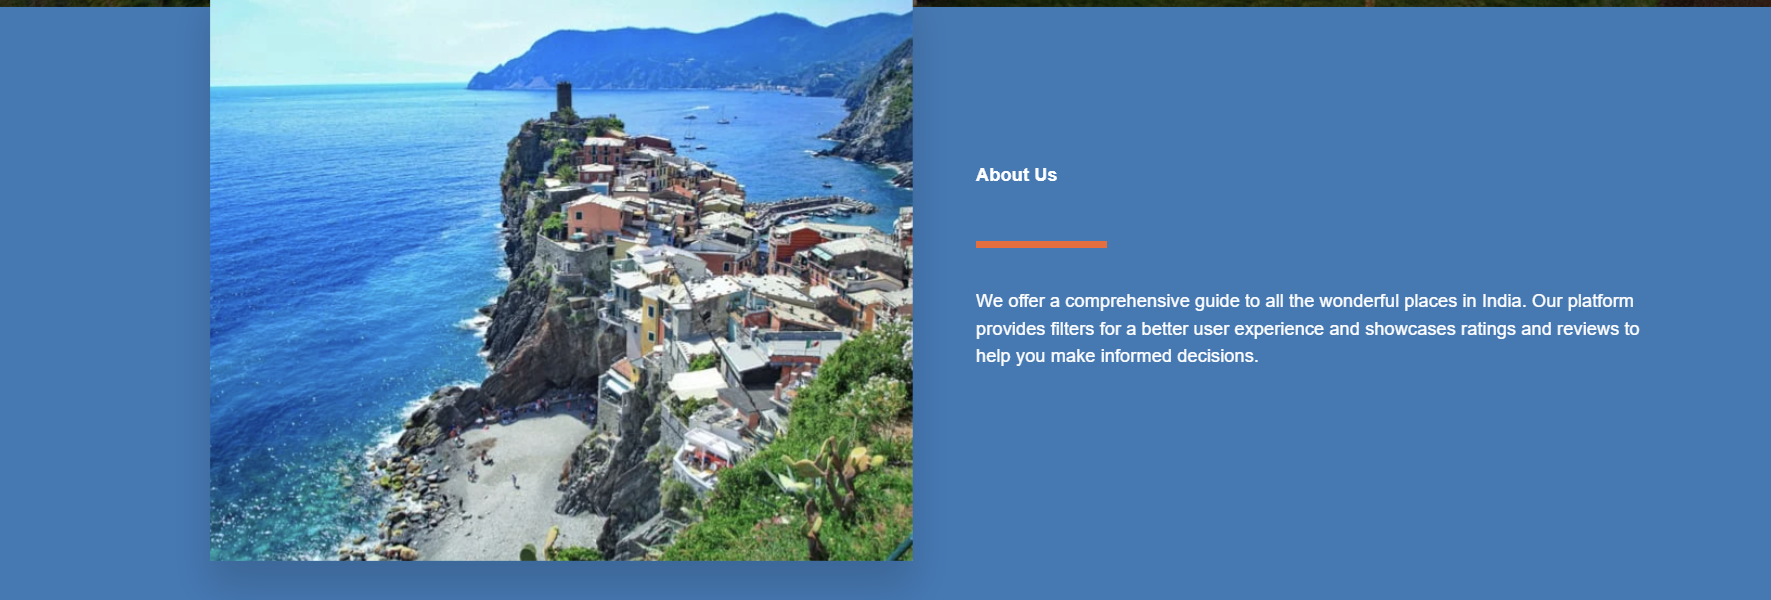 About Us
We offer a comprehensive guide to all the wonderful places in India. Our platform
provides filters for a better user experience and showcases ratings and reviews to
help you make informed decisions.